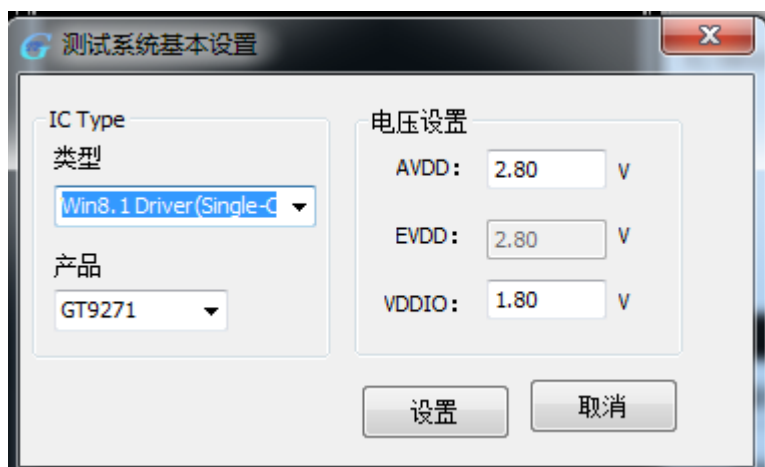 测试系统基本设置
IC Type
类型
Win8.1 Driver(Single-C
产品
GT9271
电压设置
AVDD： 2.80 V
EVDD： 2.80 V
VDDIO： 1.80 V
设置
取消